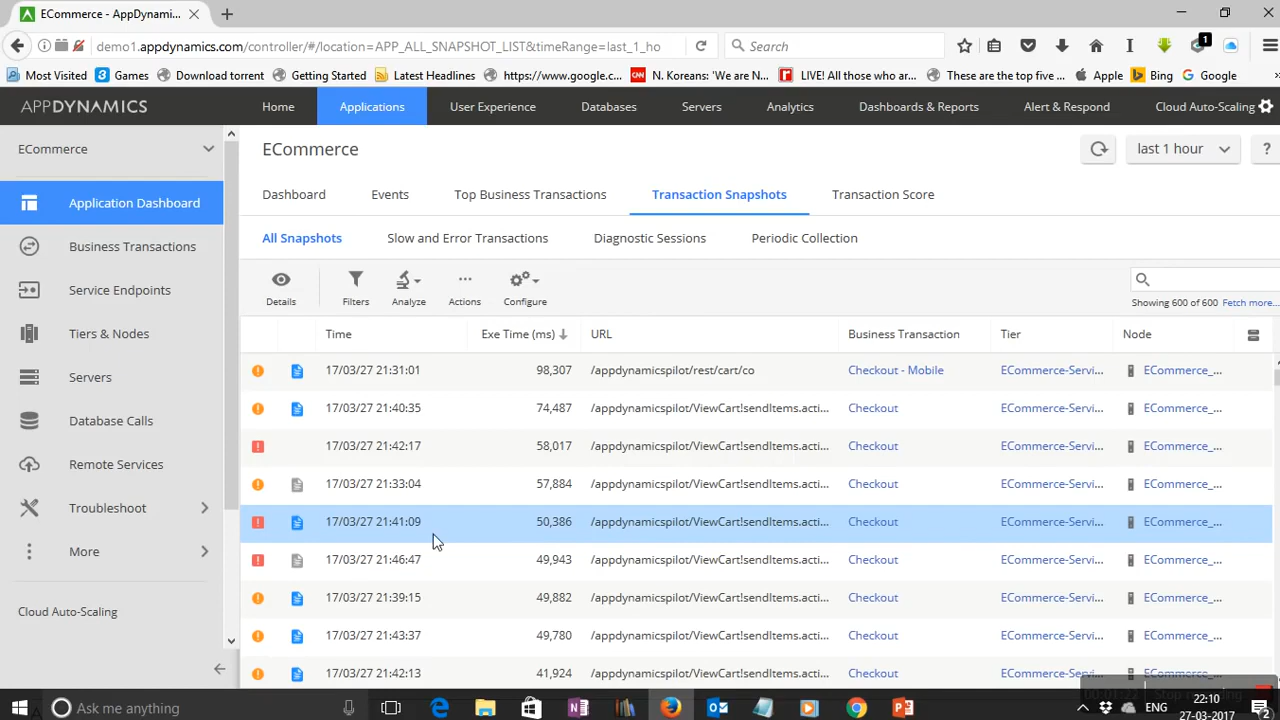 ECommerce - AppDynami...
demo1.appdynamics.com/controller/#/location=APP_ALL_SNAPSHOT_LIST&timeRange=last_1_ho
Search
1
Most Visited Games Download torrent Getting Started Latest Headlines https://www.google.c... N. Koreans: 'We are N... LIVE! All those who ar... These are the top five ... Apple Bing Google
APPDYNAMICS Home Applications User Experience Databases Servers Analytics Dashboards & Reports Alert & Respond Cloud Auto-Scaling
ECommerce
ECommerce
last 1 hour
?
Dashboard Events Top Business Transactions Transaction Snapshots Transaction Score
All Snapshots Slow and Error Transactions Diagnostic Sessions Periodic Collection
Application Dashboard
Business Transactions
Service Endpoints
Tiers & Nodes
Servers
Database Calls
Remote Services
Troubleshoot
More
Cloud Auto-Scaling
Details Filters Analyze Actions Configure
Showing 600 of 600 Fetch more...
Time Exe Time (ms) URL Business Transaction Tier Node
17/03/27 21:31:01 98,307 /appdynamicspilot/rest/cart/co Checkout - Mobile ECommerce-Servi... ECommerce_...
17/03/27 21:40:35 74,487 /appdynamicspilot/ViewCart!sendItems.acti... Checkout ECommerce-Servi... ECommerce_...
17/03/27 21:42:17 58,017 /appdynamicspilot/ViewCart!sendItems.acti... Checkout ECommerce-Servi... ECommerce_...
17/03/27 21:33:04 57,884 /appdynamicspilot/ViewCart!sendItems.acti... Checkout ECommerce-Servi... ECommerce_...
17/03/27 21:41:09 50,386 /appdynamicspilot/ViewCart!sendItems.acti... Checkout ECommerce-Servi... ECommerce_...
17/03/27 21:46:47 49,943 /appdynamicspilot/ViewCart!sendItems.acti... Checkout ECommerce-Servi... ECommerce_...
17/03/27 21:39:15 49,882 /appdynamicspilot/ViewCart!sendItems.acti... Checkout ECommerce-Servi... ECommerce_...
17/03/27 21:43:37 49,780 /appdynamicspilot/ViewCart!sendItems.acti... Checkout ECommerce-Servi... ECommerce_...
17/03/27 21:42:13 41,924 /appdynamicspilot/ViewCart!sendItems.acti... Checkout ECommerce-Servi... ECommerce_...
Ask me anything
ENG
22:10
27-03-2017
2